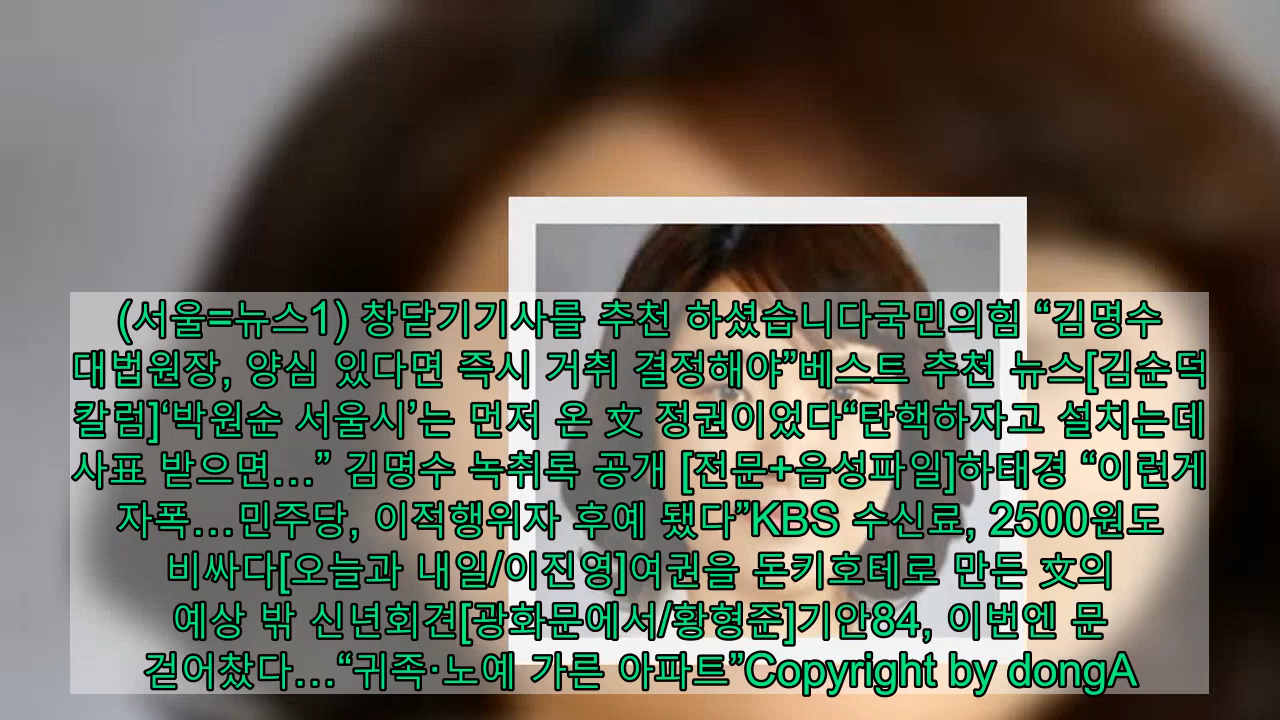 (서울=뉴스1) 창닫기기사를 추천 하셨습니다국민의힘 “김명수
대법원장, 양심 있다면 즉시 거취 결정해야”베스트 추천 뉴스[김순덕
칼럼]‘박원순 서울시’는 먼저 온 文 정권이었다“탄핵하자고 설치는데
사표 받으면…” 김명수 녹취록 공개 [전문+음성파일]하태경 “이런게
자폭…민주당, 이적행위자 후예 됐다”KBS 수신료, 2500원도
비싸다[오늘과 내일/이진영]여권을 돈키호테로 만든 文의
예상 밖 신년회견[광화문에서/황형준]기안84, 이번엔 문
걷어찼다…“귀족·노예 가른 아파트”Copyright by dongA